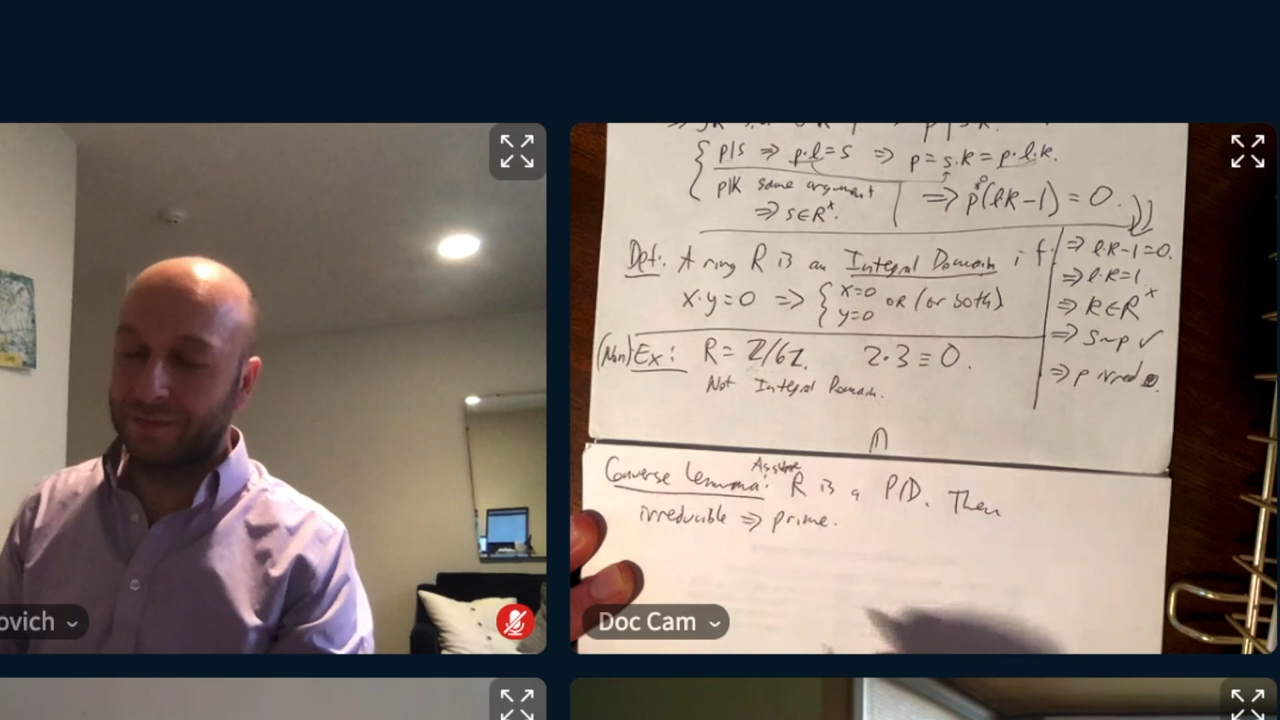 { p|s ⇒ p·l=s ⇒ p=s·k=p·l·k.
p|k same argument ⇒ p(lk-1)=0.
⇒ s∈R^x.
Def: A ring R is an Integral Domain if
x·y=0 ⇒ { x=0 or (or both)
y=0
⇒ l·k-1=0.
⇒ l·k=1
⇒ k∈R^x
⇒ s~p ✓
⇒ p irred
(Non)Ex: R=ℤ/6ℤ. 2·3≡0.
Not Integral Domain.
Converse Lemma: Assume R is a PID. Then
irreducible ⇒ prime.
ovich
Doc Cam